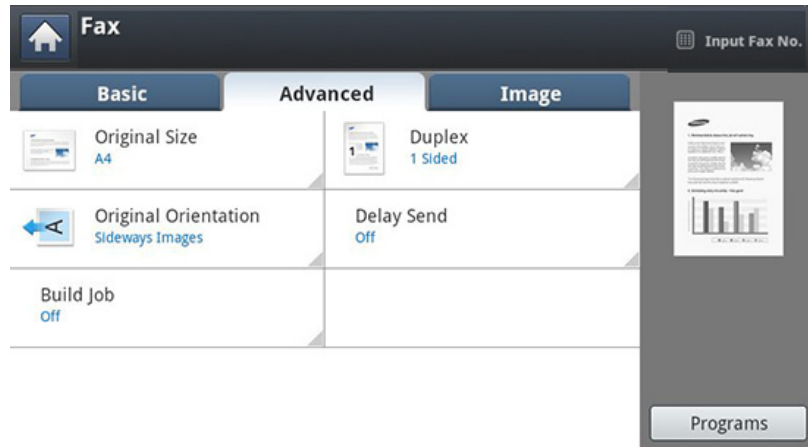 Fax
Input Fax No.
Basic
Advanced
Image
Original Size
A4
Duplex
1 Sided
Original Orientation
Sideways Images
Delay Send
Off
Build Job
Off
Programs